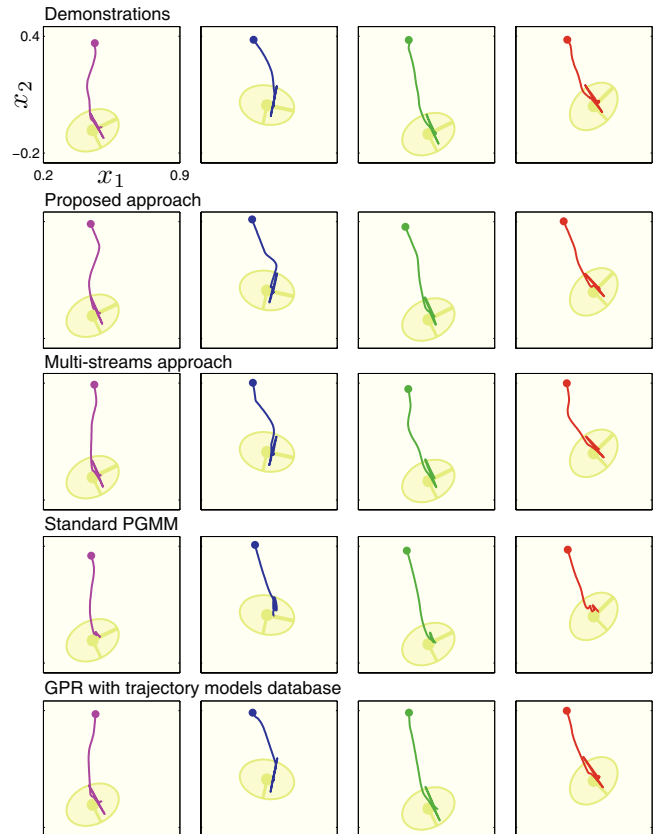 Demonstrations
0.4
x₂
−0.2
0.2
x₁
0.9
Proposed approach
Multi-streams approach
Standard PGMM
GPR with trajectory models database